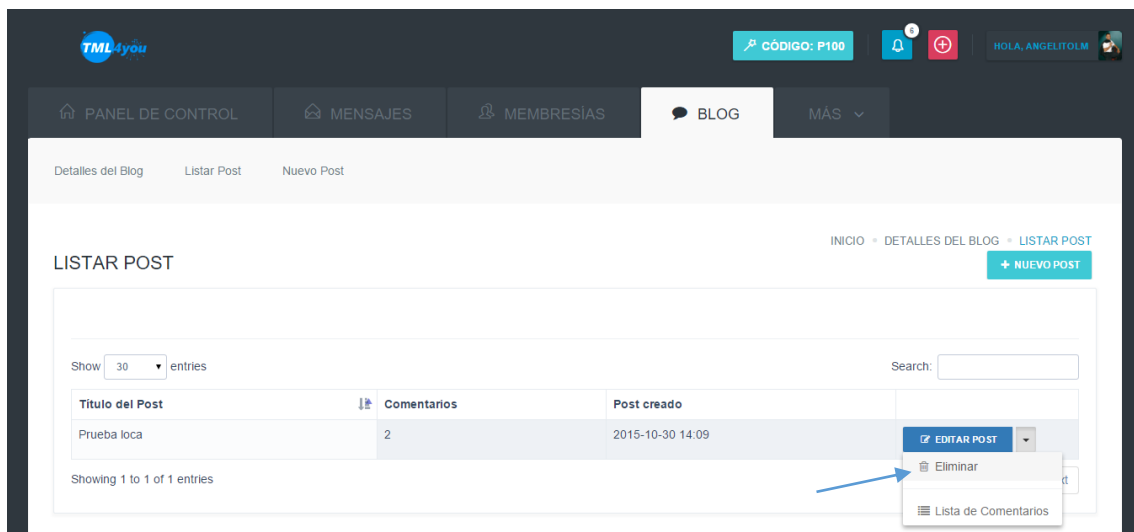 TML4you
CÓDIGO: P100
6
HOLA, ANGELITOLM
PANEL DE CONTROL
MENSAJES
MEMBRESÌAS
BLOG
MÁS
Detalles del Blog
Listar Post
Nuevo Post
INICIO DETALLES DEL BLOG LISTAR POST
LISTAR POST
+ NUEVO POST
Show 30 entries
Search:
Título del Post Comentarios Post creado
Prueba loca 2 2015-10-30 14:09
EDITAR POST
Eliminar
Showing 1 to 1 of 1 entries
Lista de Comentarios